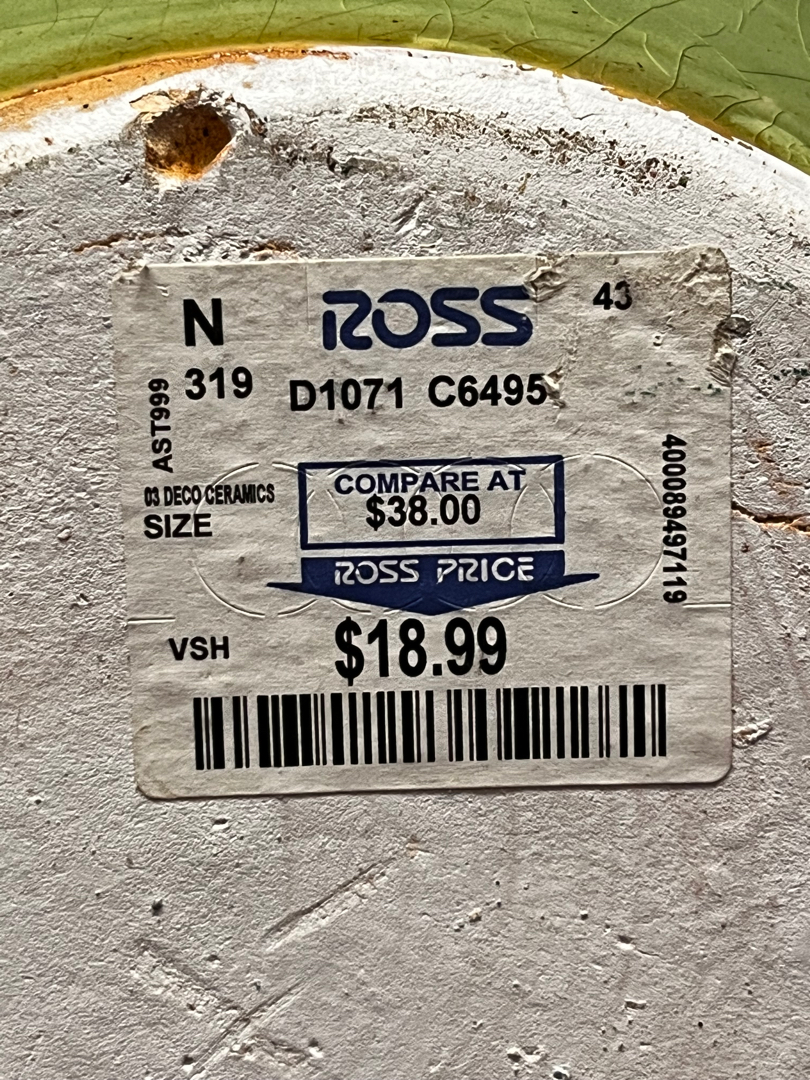 N
ROSS
43
319
D1071 C6495
AST999
03 DECO CERAMICS
SIZE
COMPARE AT
$38.00
400089497119
ROSS PRICE
VSH
$18.99